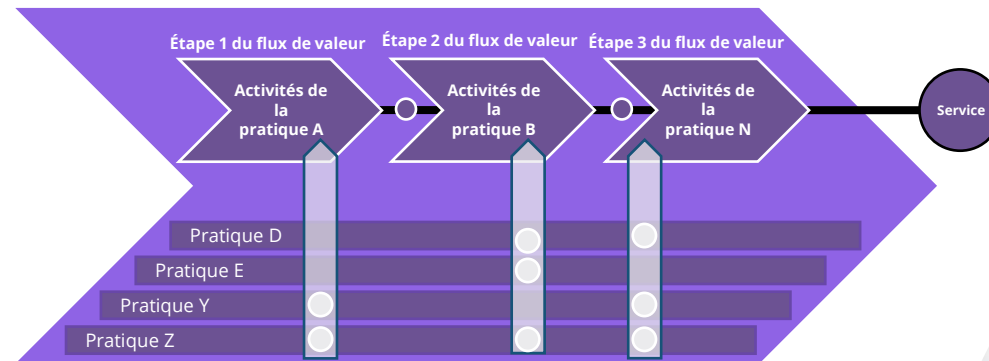 Étape 1 du flux de valeur
Étape 2 du flux de valeur
Étape 3 du flux de valeur
Activités de
la
pratique A
Activités de
la
pratique B
Activités de
la
pratique N
Service
Pratique D
Pratique E
Pratique Y
Pratique Z